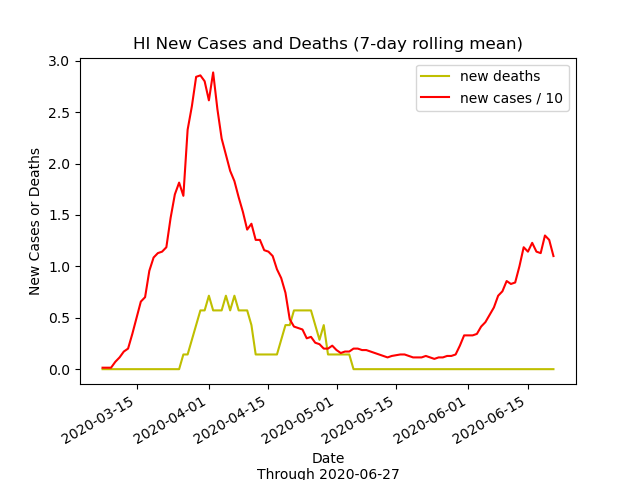 HI New Cases and Deaths (7-day rolling mean)
new deaths
new cases / 10
New Cases or Deaths
3.0
2.5
2.0
1.5
1.0
0.5
0.0
2020-03-15
2020-04-01
2020-04-15
2020-05-01
2020-05-15
2020-06-01
2020-06-15
Date
Through 2020-06-27